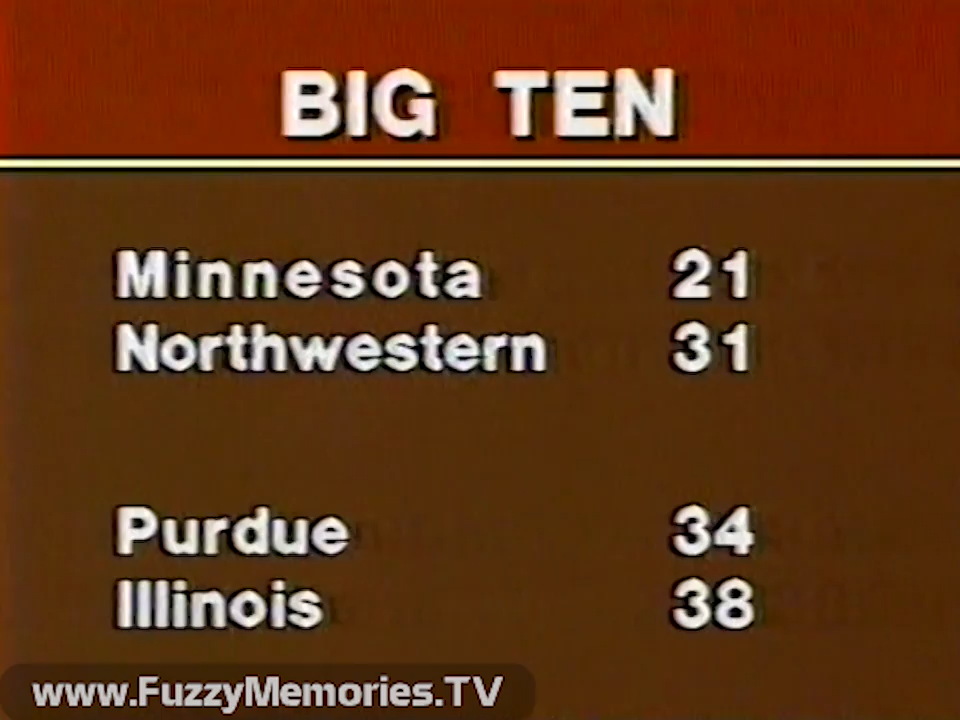 BIG TEN
Minnesota 21
Northwestern 31
Purdue 34
Illinois 38
www.FuzzyMemories.TV